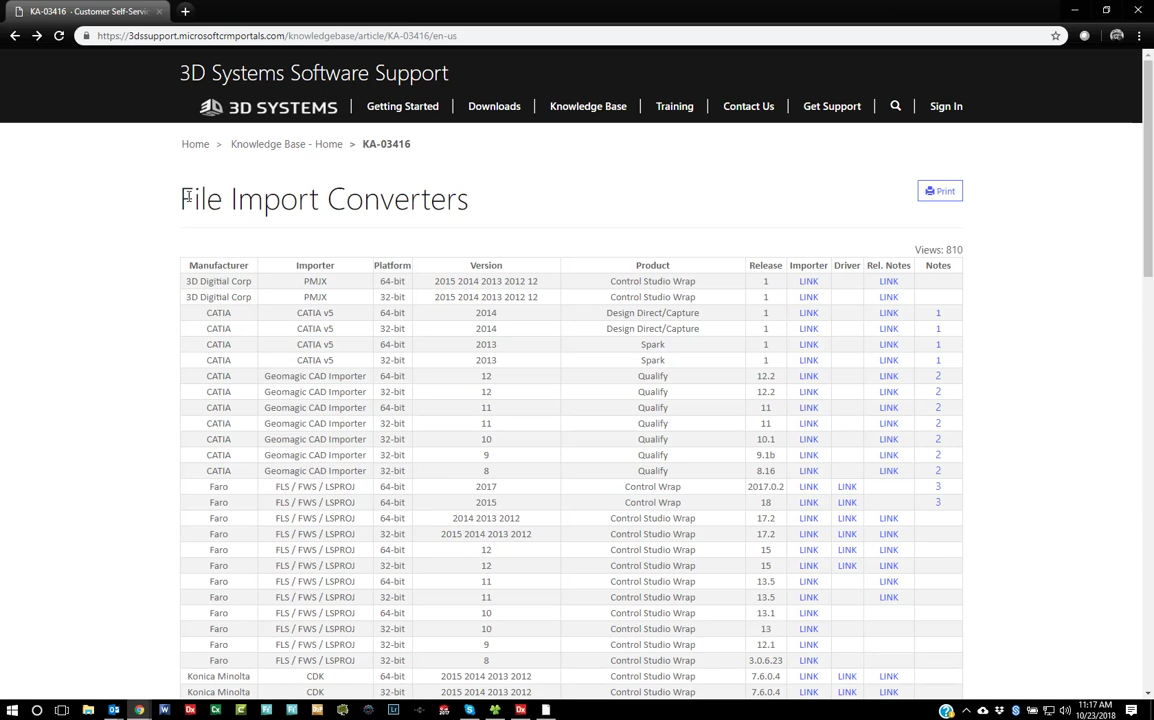 KA-03416 · Customer Self-Servic
https://3dssupport.microsoftcrmportals.com/knowledgebase/article/KA-03416/en-us
3D Systems Software Support
3D SYSTEMS Getting Started Downloads Knowledge Base Training Contact Us Get Support Sign In
Home > Knowledge Base - Home > KA-03416
File Import Converters
Print
Views: 810
Manufacturer Importer Platform Version Product Release Importer Driver Rel. Notes Notes
3D Digitial Corp PMJX 64-bit 2015 2014 2013 2012 12 Control Studio Wrap 1 LINK LINK
3D Digitial Corp PMJX 32-bit 2015 2014 2013 2012 12 Control Studio Wrap 1 LINK LINK
CATIA CATIA v5 64-bit 2014 Design Direct/Capture 1 LINK LINK 1
CATIA CATIA v5 32-bit 2014 Design Direct/Capture 1 LINK LINK 1
CATIA CATIA v5 64-bit 2013 Spark 1 LINK LINK 1
CATIA CATIA v5 32-bit 2013 Spark 1 LINK LINK 1
CATIA Geomagic CAD Importer 64-bit 12 Qualify 12.2 LINK LINK 2
CATIA Geomagic CAD Importer 32-bit 12 Qualify 12.2 LINK LINK 2
CATIA Geomagic CAD Importer 64-bit 11 Qualify 11 LINK LINK 2
CATIA Geomagic CAD Importer 32-bit 11 Qualify 11 LINK LINK 2
CATIA Geomagic CAD Importer 64-bit 10 Qualify 10.1 LINK LINK 2
CATIA Geomagic CAD Importer 32-bit 9 Qualify 9.1b LINK LINK 2
CATIA Geomagic CAD Importer 32-bit 8 Qualify 8.16 LINK LINK 2
Faro FLS / FWS / LSPROJ 64-bit 2017 Control Wrap 2017.0.2 LINK LINK 3
Faro FLS / FWS / LSPROJ 64-bit 2015 Control Wrap 18 LINK LINK 3
Faro FLS / FWS / LSPROJ 64-bit 2014 2013 2012 Control Studio Wrap 17.2 LINK LINK LINK
Faro FLS / FWS / LSPROJ 32-bit 2015 2014 2013 2012 Control Studio Wrap 17.2 LINK LINK LINK
Faro FLS / FWS / LSPROJ 64-bit 12 Control Studio Wrap 15 LINK LINK LINK
Faro FLS / FWS / LSPROJ 32-bit 12 Control Studio Wrap 15 LINK LINK LINK
Faro FLS / FWS / LSPROJ 64-bit 11 Control Studio Wrap 13.5 LINK LINK
Faro FLS / FWS / LSPROJ 32-bit 11 Control Studio Wrap 13.5 LINK LINK
Faro FLS / FWS / LSPROJ 64-bit 10 Control Studio Wrap 13.1 LINK
Faro FLS / FWS / LSPROJ 32-bit 10 Control Studio Wrap 13 LINK
Faro FLS / FWS / LSPROJ 32-bit 9 Control Studio Wrap 12.1 LINK
Faro FLS / FWS / LSPROJ 32-bit 8 Control Studio Wrap 3.0.6.23 LINK
Konica Minolta CDK 64-bit 2015 2014 2013 2012 Control Studio Wrap 7.6.0.4 LINK LINK LINK
Konica Minolta CDK 32-bit 2015 2014 2013 2012 Control Studio Wrap 7.6.0.4 LINK LINK LINK
11:17 AM
10/23/2018